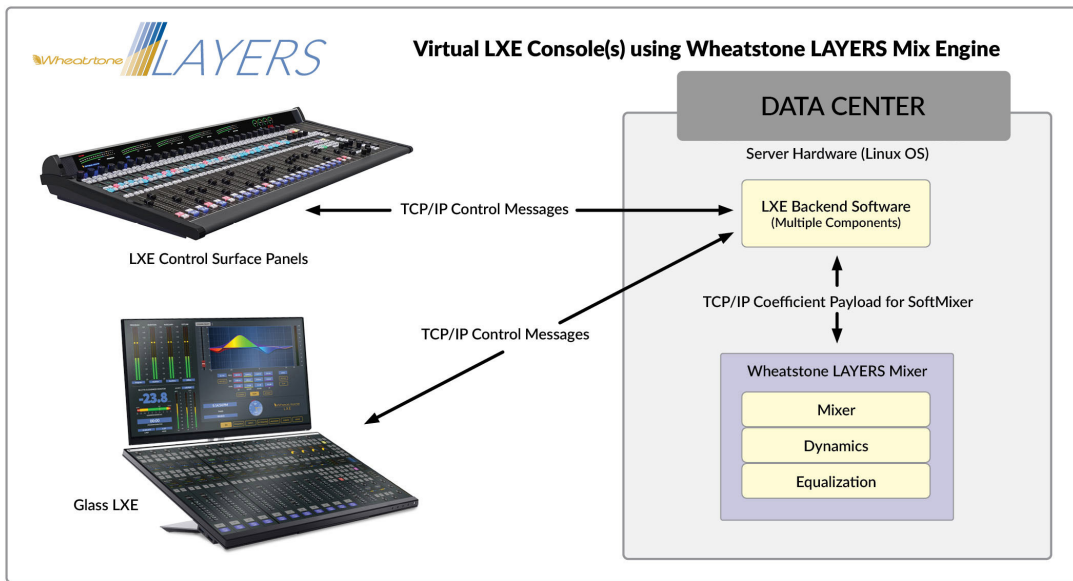 Wheatstone LAYERS
Virtual LXE Console(s) using Wheatstone LAYERS Mix Engine
DATA CENTER
Server Hardware (Linux OS)
LXE Backend Software
(Multiple Components)
TCP/IP Control Messages
LXE Control Surface Panels
TCP/IP Coefficient Payload for SoftMixer
TCP/IP Control Messages
Wheatstone LAYERS Mixer
Mixer
Dynamics
Equalization
-23.8
Wheatstone
Glass LXE